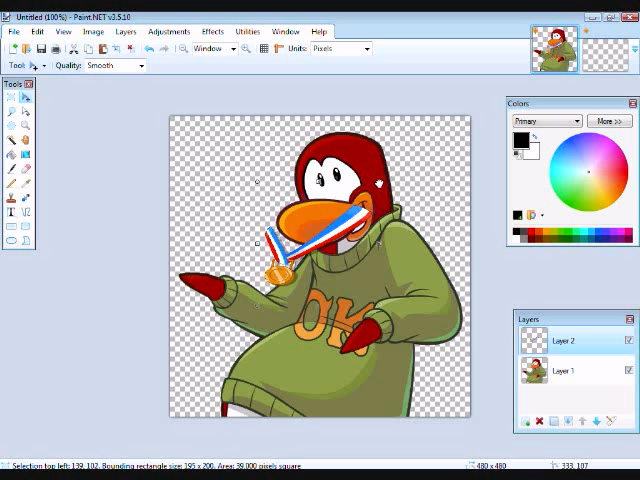 Untitled (100%) - Paint.NET v3.5.10
File Edit View Image Layers Adjustments Effects Utilities Window Help
Window Units: Pixels
Tool: Quality: Smooth
Tools
Colors
Primary More >>
OK
Layers
Layer 2
Layer 1
Selection top left: 139, 102. Bounding rectangle size: 195 x 200. Area: 39,000 pixels square 480 x 480 333, 107